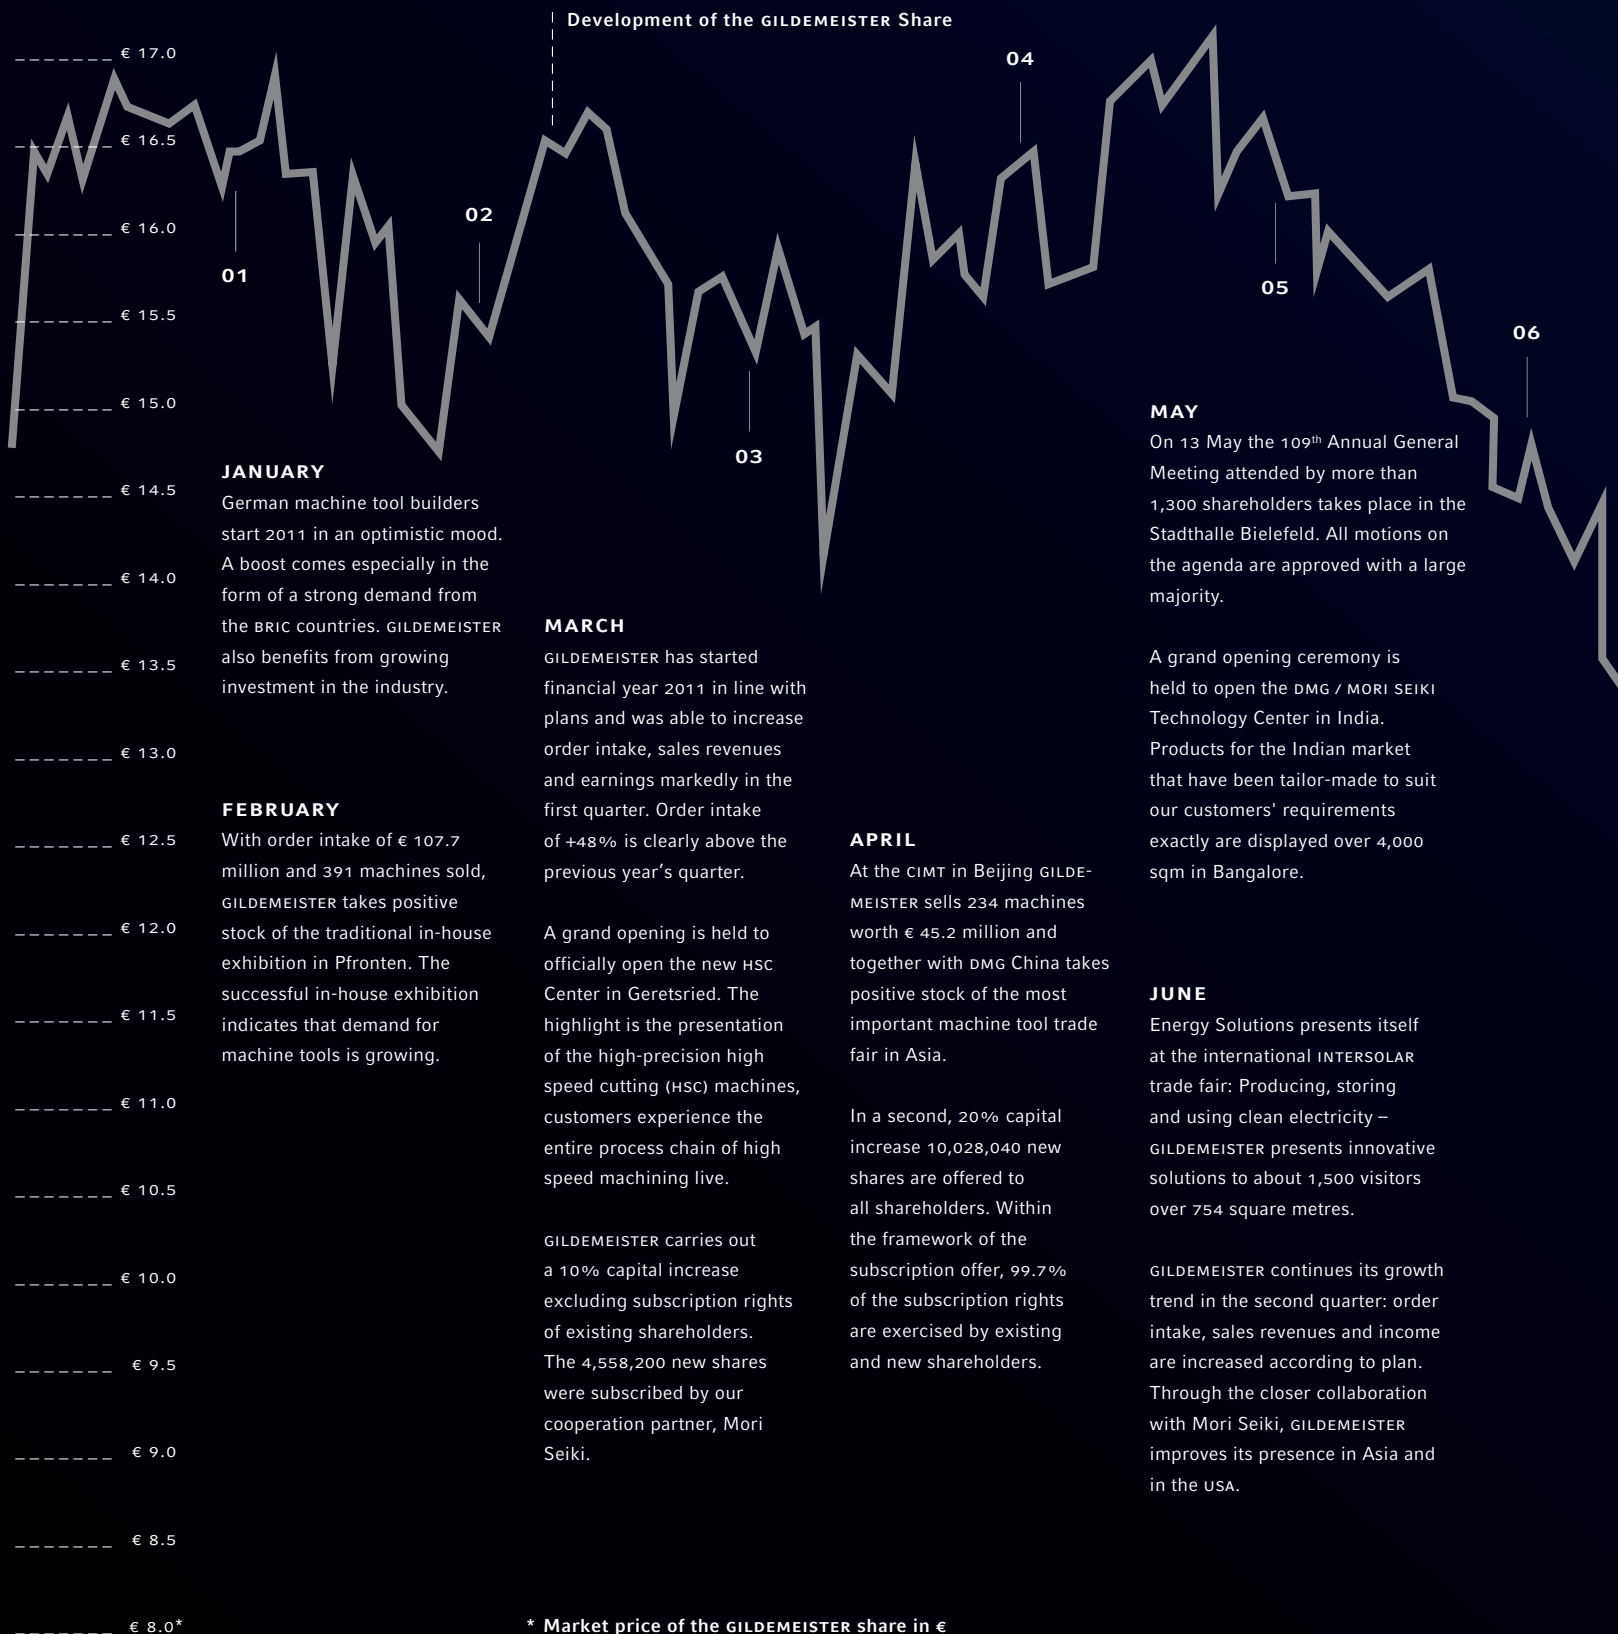 Development of the GILDEMEISTER Share
€ 17.0
€ 16.5
€ 16.0
€ 15.5
€ 15.0
€ 14.5
€ 14.0
€ 13.5
€ 13.0
€ 12.5
€ 12.0
€ 11.5
€ 11.0
€ 10.5
€ 10.0
€ 9.5
€ 9.0
€ 8.5
€ 8.0*
01
02
03
04
05
06
JANUARY
German machine tool builders
start 2011 in an optimistic mood.
A boost comes especially in the
form of a strong demand from
the BRIC countries. GILDEMEISTER
also benefits from growing
investment in the industry.
FEBRUARY
With order intake of € 107.7
million and 391 machines sold,
GILDEMEISTER takes positive
stock of the traditional in-house
exhibition in Pfronten. The
successful in-house exhibition
indicates that demand for
machine tools is growing.
MARCH
GILDEMEISTER has started
financial year 2011 in line with
plans and was able to increase
order intake, sales revenues
and earnings markedly in the
first quarter. Order intake
of +48% is clearly above the
previous year’s quarter.
A grand opening is held to
officially open the new HSC
Center in Geretsried. The
highlight is the presentation
of the high-precision high
speed cutting (HSC) machines,
customers experience the
entire process chain of high
speed machining live.
GILDEMEISTER carries out
a 10% capital increase
excluding subscription rights
of existing shareholders.
The 4,558,200 new shares
were subscribed by our
cooperation partner, Mori
Seiki.
APRIL
At the CIMT in Beijing GILDE-
MEISTER sells 234 machines
worth € 45.2 million and
together with DMG China takes
positive stock of the most
important machine tool trade
fair in Asia.
In a second, 20% capital
increase 10,028,040 new
shares are offered to
all shareholders. Within
the framework of the
subscription offer, 99.7%
of the subscription rights
are exercised by existing
and new shareholders.
MAY
On 13 May the 109th Annual General
Meeting attended by more than
1,300 shareholders takes place in the
Stadthalle Bielefeld. All motions on
the agenda are approved with a large
majority.
A grand opening ceremony is
held to open the DMG / MORI SEIKI
Technology Center in India.
Products for the Indian market
that have been tailor-made to suit
our customers' requirements
exactly are displayed over 4,000
sqm in Bangalore.
JUNE
Energy Solutions presents itself
at the international INTERSOLAR
trade fair: Producing, storing
and using clean electricity –
GILDEMEISTER presents innovative
solutions to about 1,500 visitors
over 754 square metres.
GILDEMEISTER continues its growth
trend in the second quarter: order
intake, sales revenues and income
are increased according to plan.
Through the closer collaboration
with Mori Seiki, GILDEMEISTER
improves its presence in Asia and
in the USA.
* Market price of the GILDEMEISTER share in €